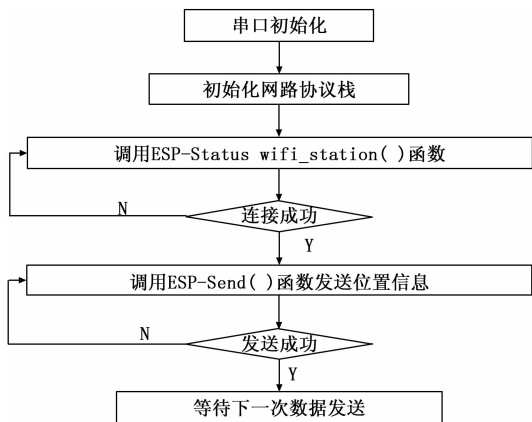 串口初始化
初始化网路协议栈
调用ESP-Status wifi_station( )函数
N
连接成功
Y
调用ESP-Send( )函数发送位置信息
N
发送成功
Y
等待下一次数据发送